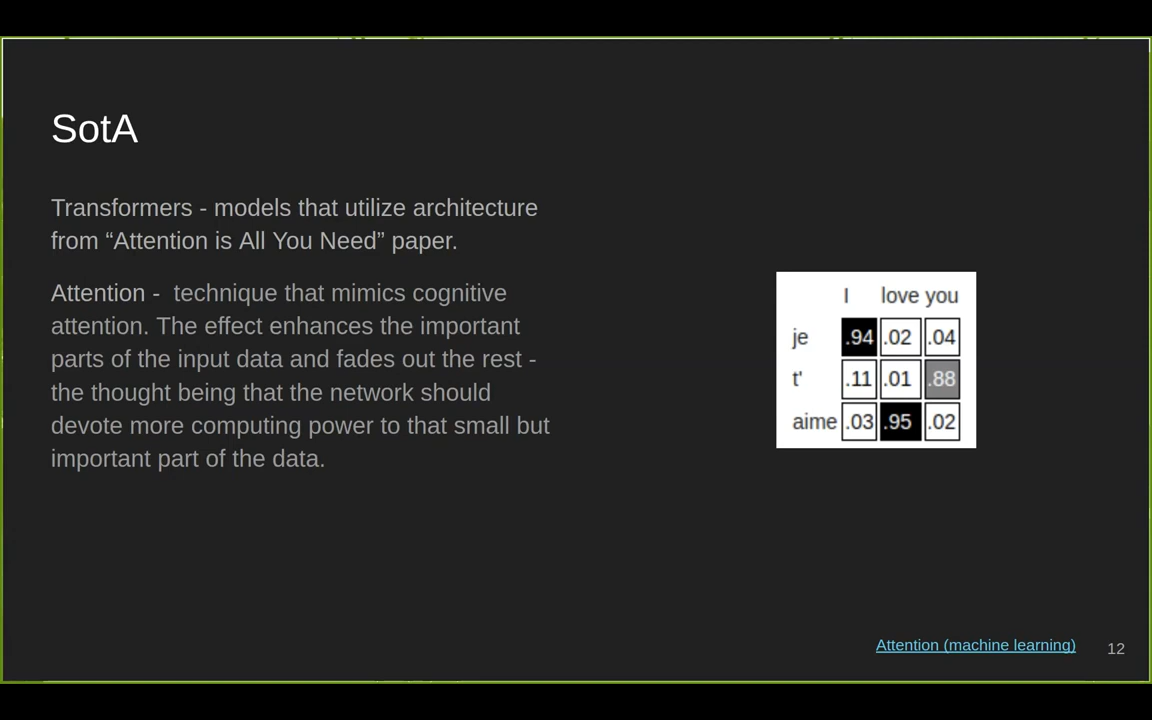 SotA
Transformers - models that utilize architecture
from “Attention is All You Need” paper.
Attention -  technique that mimics cognitive
attention. The effect enhances the important
parts of the input data and fades out the rest -
the thought being that the network should
devote more computing power to that small but
important part of the data.
I love you
je .94 .02 .04
t' .11 .01 .88
aime .03 .95 .02
Attention (machine learning)
12